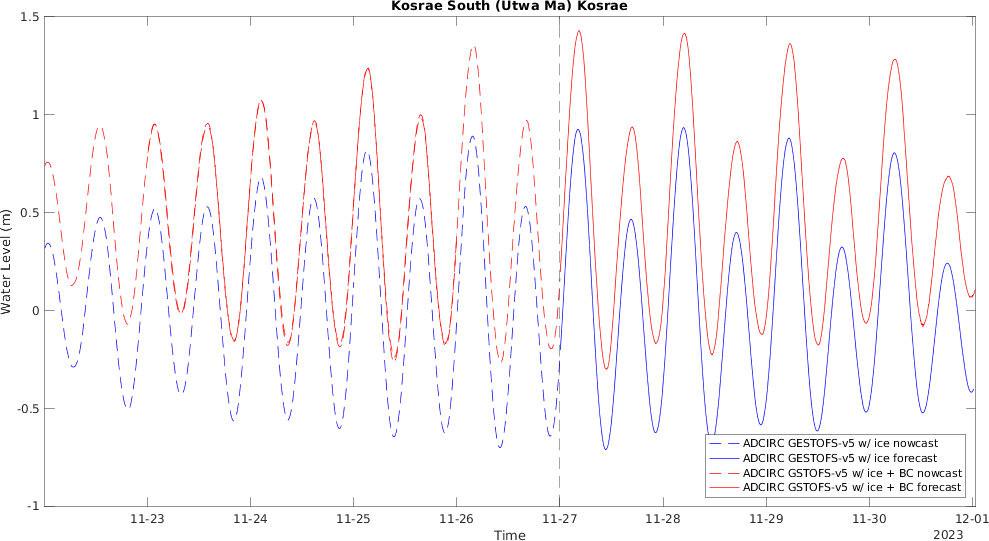 Kosrae South (Utwa Ma) Kosrae
1.5
1
0.5
0
-0.5
-1
Water Level (m)
11-23 11-24 11-25 11-26 11-27 11-28 11-29 11-30 12-01
Time
2023
ADCIRC GESTOFS-v5 w/ ice nowcast
ADCIRC GESTOFS-v5 w/ ice forecast
ADCIRC GSTOFS-v5 w/ ice + BC nowcast
ADCIRC GSTOFS-v5 w/ ice + BC forecast